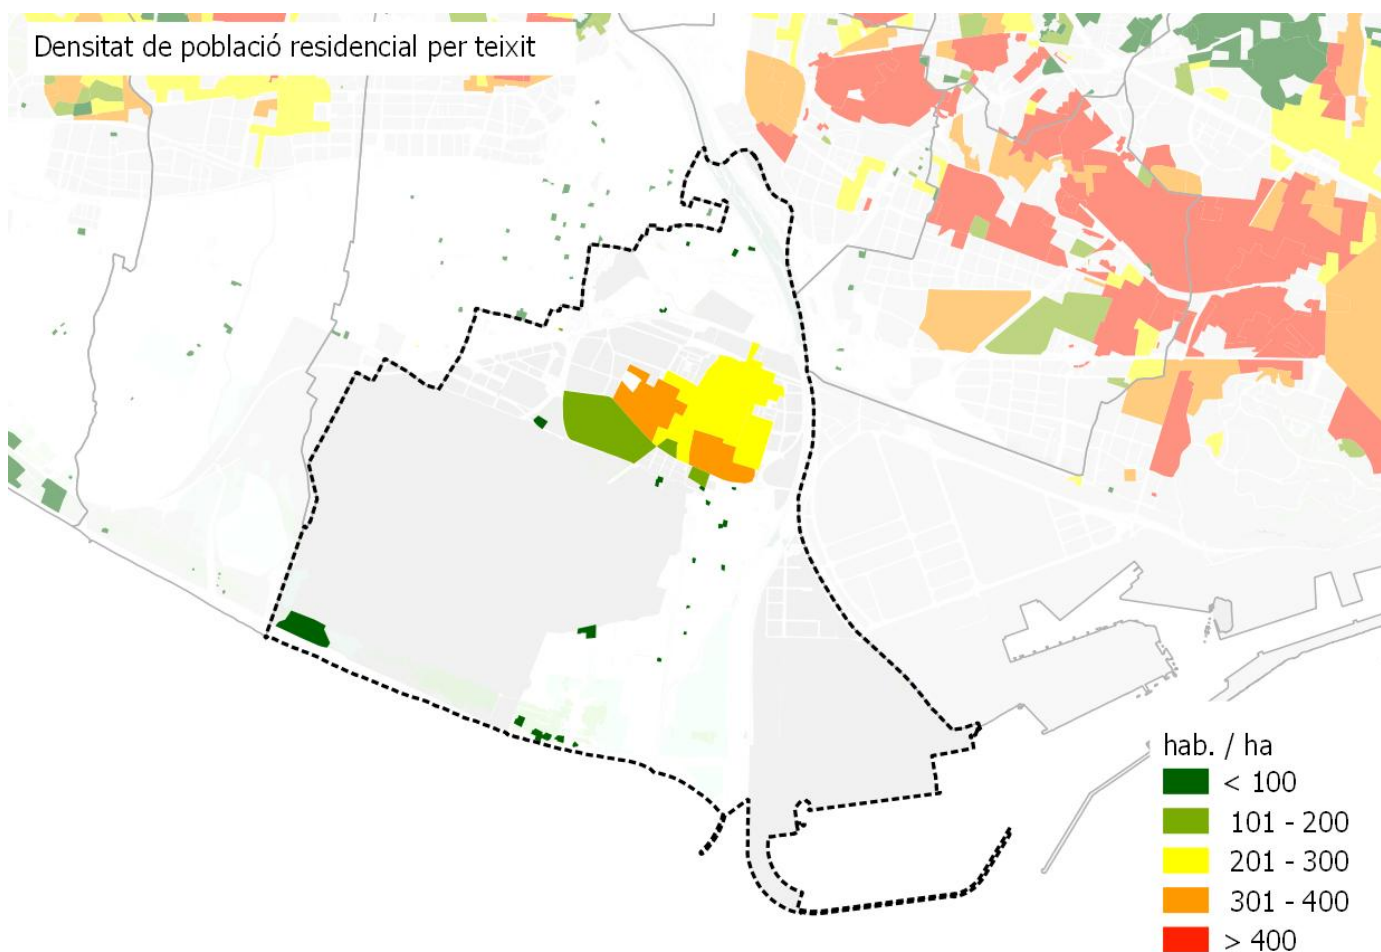 Densitat de població residencial per teixit
hab. / ha
< 100
101 - 200
201 - 300
301 - 400
> 400